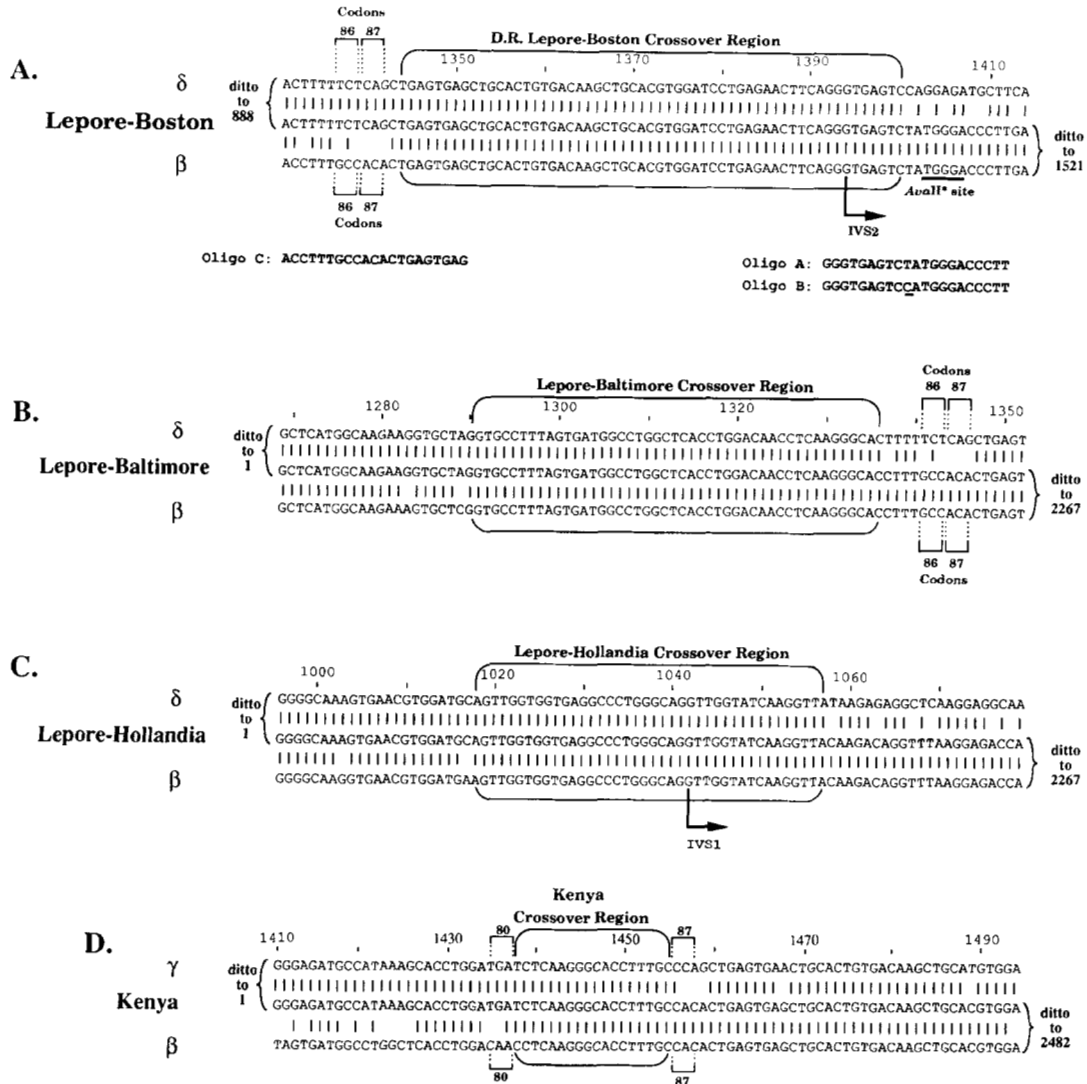 Codons
86 87
D.R. Lepore-Boston Crossover Region
A.
1350 1370 1390 1410
δ
ditto to 888
ACTTTTTCTCAGCTGAGTGAGCTGCACTGTGACAAGCTGCACGTGGATCCTGAGAACTTCAGGGTGAGTCCAGGAGATGCTTCA
Lepore-Boston
ACTTTTTCTCAGCTGAGTGAGCTGCACTGTGACAAGCTGCACGTGGATCCTGAGAACTTCAGGGTGAGTCTATGGGACCCTTGA
ditto to 1521
β
ACCTTTGCCACACTGAGTGAGCTGCACTGTGACAAGCTGCACGTGGATCCTGAGAACTTCAGGGTGAGTCTATGGGACCCTTGA
86 87
Codons
AvaII* site
IVS2
Oligo C: ACCTTTGCCACACTGAGTGAG
Oligo A: GGGTGAGTCTATGGGACCCTT
Oligo B: GGGTGAGTCCATGGGACCCTT
Codons
86 87
Lepore-Baltimore Crossover Region
B.
1280 1300 1320 1350
δ
ditto to 1
GCTCATGGCAAGAAGGTGCTAGGTGCCTTTAGTGATGGCCTGGCTCACCTGGACAACCTCAAGGGCACTTTTTCTCAGCTGAGT
Lepore-Baltimore
GCTCATGGCAAGAAGGTGCTAGGTGCCTTTAGTGATGGCCTGGCTCACCTGGACAACCTCAAGGGCACCTTTGCCACACTGAGT
ditto to 2267
β
GCTCATGGCAAGAAAGTGCTCGGTGCCTTTAGTGATGGCCTGGCTCACCTGGACAACCTCAAGGGCACCTTTGCCACACTGAGT
86 87
Codons
Lepore-Hollandia Crossover Region
C.
1000 1020 1040 1060
δ
ditto to 1
GGGGCAAAGTGAACGTGGATGCAGTTGGTGGTGAGGCCCTGGGCAGGTTGGTATCAAGGTTATAAGAGAGGCTCAAGGAGGCAA
Lepore-Hollandia
GGGGCAAAGTGAACGTGGATGCAGTTGGTGGTGAGGCCCTGGGCAGGTTGGTATCAAGGTTACAAGACAGGTTTAAGGAGACCA
ditto to 2267
β
GGGGCAAGGTGAACGTGGATGAAGTTGGTGGTGAGGCCCTGGGCAGGTTGGTATCAAGGTTACAAGACAGGTTTAAGGAGACCA
IVS1
Kenya
Crossover Region
80 87
D.
1410 1430 1450 1470 1490
γ
ditto to 1
GGGAGATGCCATAAAGCACCTGGATGATCTCAAGGGCACCTTTGCCCAGCTGAGTGAACTGCACTGTGACAAGCTGCATGTGGA
Kenya
GGGAGATGCCATAAAGCACCTGGATGATCTCAAGGGCACCTTTGCCACACTGAGTGAGCTGCACTGTGACAAGCTGCACGTGGA
ditto to 2482
β
TAGTGATGGCCTGGCTCACCTGGACAACCTCAAGGGCACCTTTGCCACACTGAGTGAGCTGCACTGTGACAAGCTGCACGTGGA
80 87